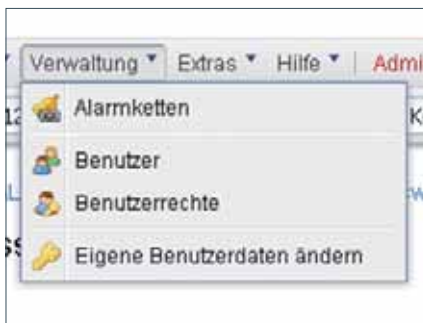 Verwaltung Extras Hilfe Admi
Alarmketten
Benutzer
Benutzerrechte
Eigene Benutzerdaten ändern